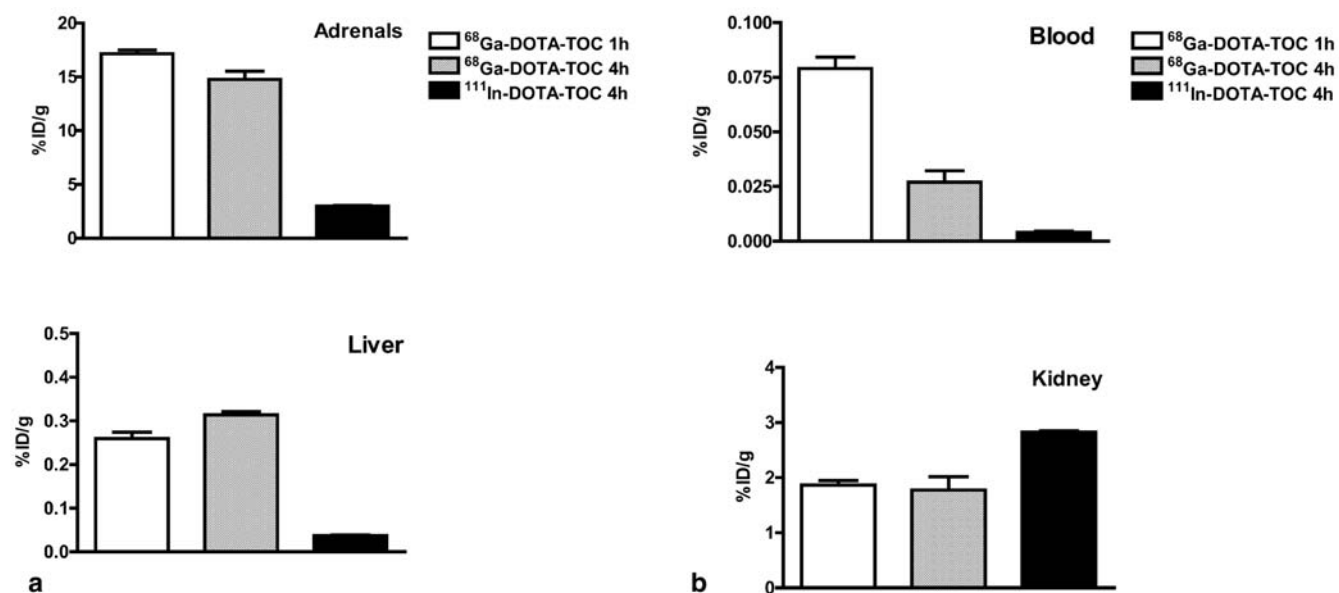 Adrenals
⁶⁸Ga-DOTA-TOC 1h
⁶⁸Ga-DOTA-TOC 4h
¹¹¹In-DOTA-TOC 4h
%ID/g
20
15
10
5
0
Blood
⁶⁸Ga-DOTA-TOC 1h
⁶⁸Ga-DOTA-TOC 4h
¹¹¹In-DOTA-TOC 4h
%ID/g
0.100
0.075
0.050
0.025
0.000
Liver
%ID/g
0.5
0.4
0.3
0.2
0.1
0.0
a
Kidney
%ID/g
4
3
2
1
0
b